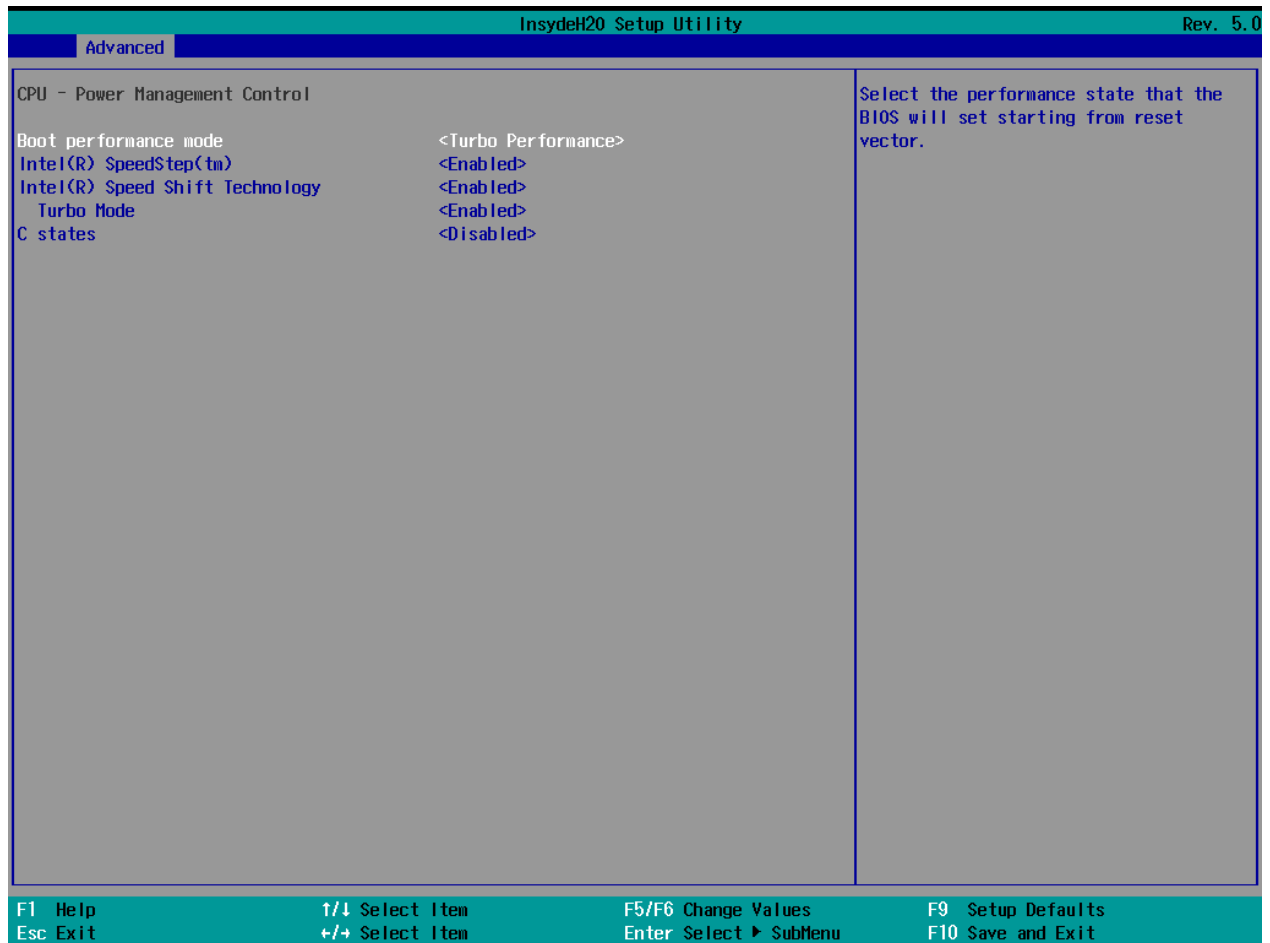 InsydeH2O Setup Utility Rev. 5.0
Advanced
CPU - Power Management Control
Boot performance mode <Turbo Performance>
Intel(R) SpeedStep(tm) <Enabled>
Intel(R) Speed Shift Technology <Enabled>
Turbo Mode <Enabled>
C states <Disabled>
Select the performance state that the
BIOS will set starting from reset
vector.
F1 Help ↑/↓ Select Item F5/F6 Change Values F9 Setup Defaults
Esc Exit ←/→ Select Item Enter Select ▶ SubMenu F10 Save and Exit